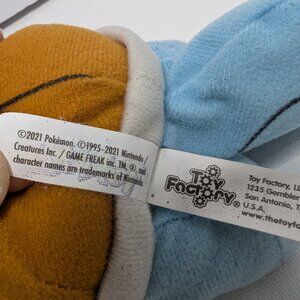 ©2021 Pokémon. ©1995-2021 Nintendo/
Creatures Inc. / GAME FREAK inc. TM, ®, and
character names are trademarks of Nintendo.
Toy
Factory
®
Toy Factory, L
1235 Gembler
San Antonio, T
U.S.A.
www.thetoyfa